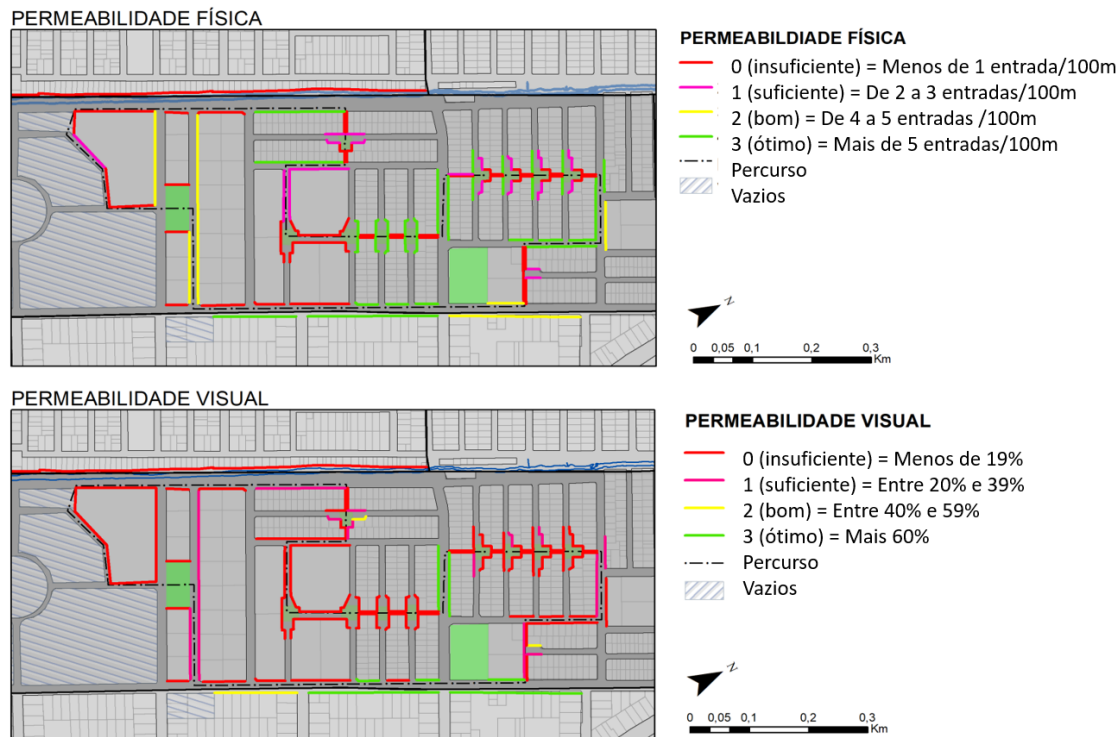 PERMEABILIDADE FÍSICA
PERMEABILDIADE FÍSICA
0 (insuficiente) = Menos de 1 entrada/100m
1 (suficiente) = De 2 a 3 entradas/100m
2 (bom) = De 4 a 5 entradas /100m
3 (ótimo) = Mais de 5 entradas/100m
Percurso
Vazios
N
0 0,05 0,1 0,2 0,3
Km
PERMEABILIDADE VISUAL
PERMEABILIDADE VISUAL
0 (insuficiente) = Menos de 19%
1 (suficiente) = Entre 20% e 39%
2 (bom) = Entre 40% e 59%
3 (ótimo) = Mais 60%
Percurso
Vazios
N
0 0,05 0,1 0,2 0,3
Km